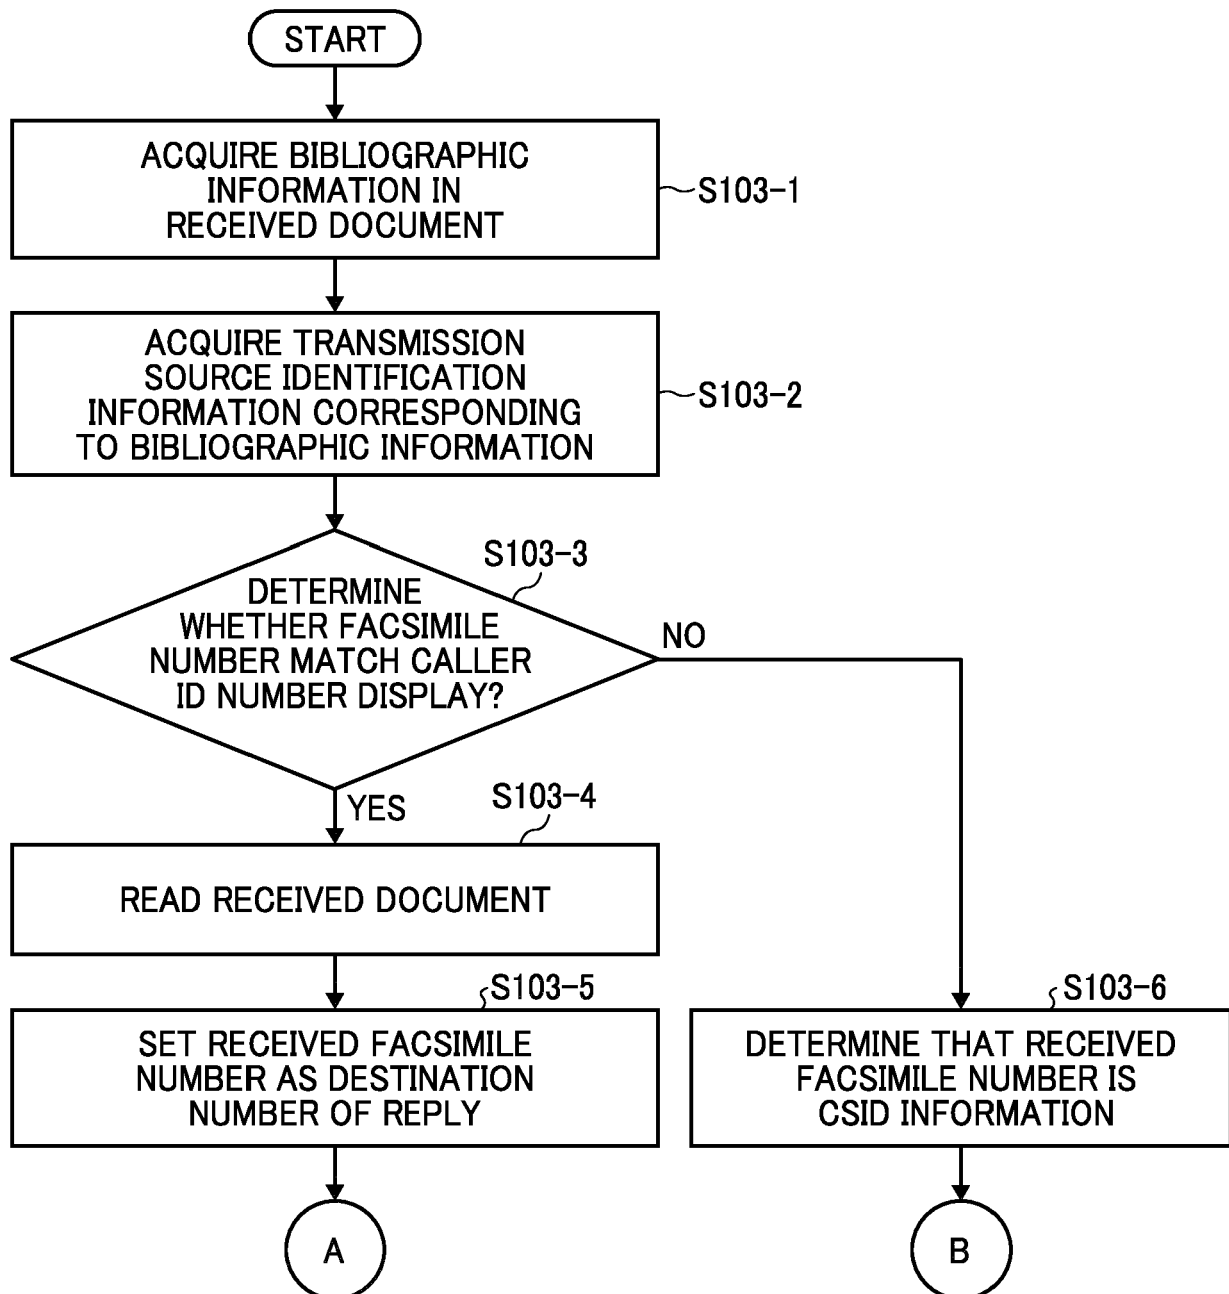 START
ACQUIRE BIBLIOGRAPHIC
INFORMATION IN
RECEIVED DOCUMENT
S103-1
ACQUIRE TRANSMISSION
SOURCE IDENTIFICATION
INFORMATION CORRESPONDING
TO BIBLIOGRAPHIC INFORMATION
S103-2
S103-3
DETERMINE
WHETHER FACSIMILE
NUMBER MATCH CALLER
ID NUMBER DISPLAY?
NO
YES
S103-4
READ RECEIVED DOCUMENT
S103-5
SET RECEIVED FACSIMILE
NUMBER AS DESTINATION
NUMBER OF REPLY
S103-6
DETERMINE THAT RECEIVED
FACSIMILE NUMBER IS
CSID INFORMATION
A
B